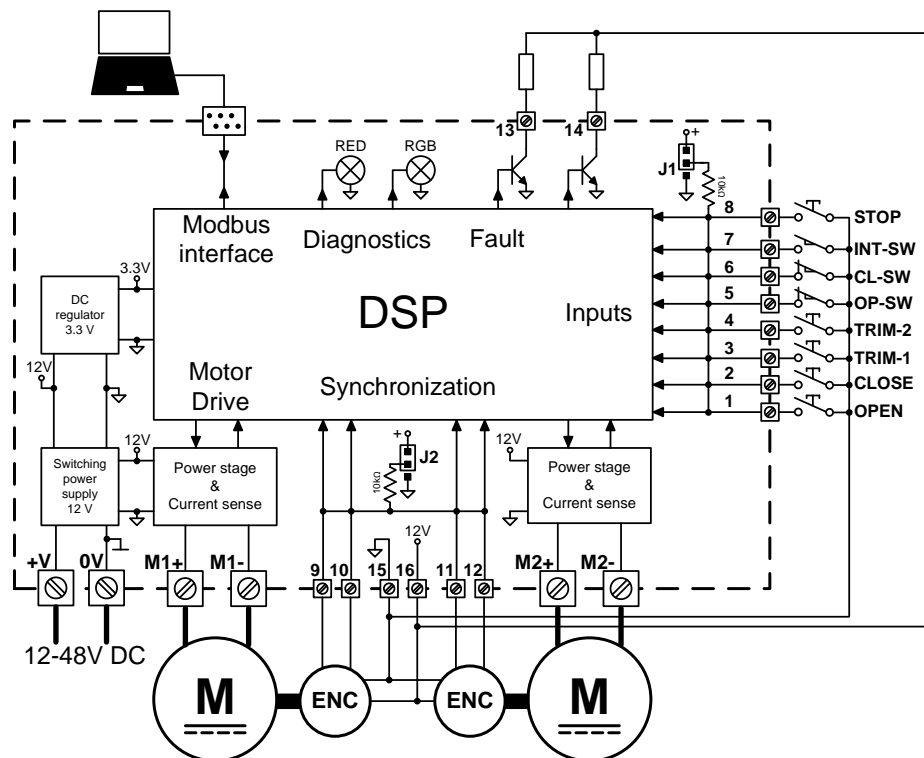 13
14
+
J1
10kΩ
RED
RGB
8
STOP
Modbus
interface
Diagnostics
Fault
7
INT-SW
6
CL-SW
3.3V
DC
regulator
3.3 V
DSP
Inputs
5
OP-SW
4
TRIM-2
3
TRIM-1
12V
Motor
Drive
Synchronization
2
CLOSE
1
OPEN
Switching
power
supply
12 V
12V
Power stage
&
Current sense
+
J2
10kΩ
12V
Power stage
&
Current sense
12V
+V
0V
M1+
M1-
9
10
15
16
11
12
M2+
M2-
12-48V DC
M
ENC
ENC
M